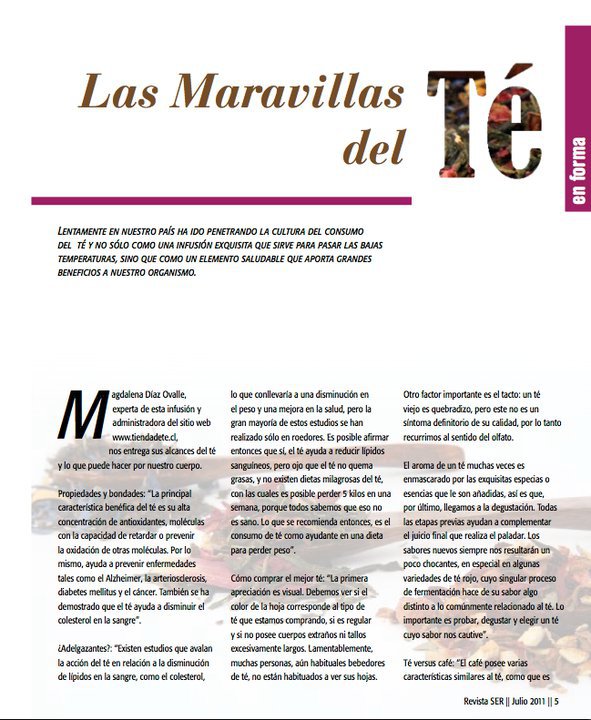 Las Maravillas
del Té
en forma
LENTAMENTE EN NUESTRO PAÍS HA IDO PENETRANDO LA CULTURA DEL CONSUMO
DEL TÉ Y NO SÓLO COMO UNA INFUSIÓN EXQUISITA QUE SIRVE PARA PASAR LAS BAJAS
TEMPERATURAS, SINO QUE COMO UN ELEMENTO SALUDABLE QUE APORTA GRANDES
BENEFICIOS A NUESTRO ORGANISMO.
Magdalena Díaz Ovalle,
experta de esta infusión y
administradora del sitio web
www.tiendadete.cl,
nos entrega sus alcances del té
y lo que puede hacer por nuestro cuerpo.
Propiedades y bondades: “La principal
característica benéfica del té es su alta
concentración de antioxidantes, moléculas
con la capacidad de retardar o prevenir
la oxidación de otras moléculas. Por lo
mismo, ayuda a prevenir enfermedades
tales como el Alzheimer, la arteriosclerosis,
diabetes mellitus y el cáncer. También se ha
demostrado que el té ayuda a disminuir el
colesterol en la sangre”.
¿Adelgazantes?: “Existen estudios que avalan
la acción del té en relación a la disminución
de lípidos en la sangre, como el colesterol,
lo que conllevaría a una disminución en
el peso y una mejora en la salud, pero la
gran mayoría de estos estudios se han
realizado sólo en roedores. Es posible afirmar
entonces que sí, el té ayuda a reducir lípidos
sanguíneos, pero ojo que el té no quema
grasas, y no existen dietas milagrosas del té,
con las cuales es posible perder 5 kilos en una
semana, porque todos sabemos que eso no
es sano. Lo que se recomienda entonces, es el
consumo de té como ayudante en una dieta
para perder peso”.
Cómo comprar el mejor té: “La primera
apreciación es visual. Debemos ver si el
color de la hoja corresponde al tipo de
té que estamos comprando, si es regular
y si no posee cuerpos extraños ni tallos
excesivamente largos. Lamentablemente,
muchas personas, aún habituales bebedores
de té, no están habituados a ver sus hojas.
Otro factor importante es el tacto: un té
viejo es quebradizo, pero este no es un
síntoma definitorio de su calidad, por lo tanto
recurrimos al sentido del olfato.
El aroma de un té muchas veces es
enmascarado por las exquisitas especias o
esencias que le son añadidas, así es que,
por último, llegamos a la degustación. Todas
las etapas previas ayudan a complementar
el juicio final que realiza el paladar. Los
sabores nuevos siempre nos resultarán un
poco chocantes, en especial en algunas
variedades de té rojo, cuyo singular proceso
de fermentación hace de su sabor algo
distinto a lo comúnmente relacionado al té. Lo
importante es probar, degustar y elegir un té
cuyo sabor nos cautive”.
Té versus café: “El café posee varias
características similares al té, como que es
Revista SER || Julio 2011 || 5